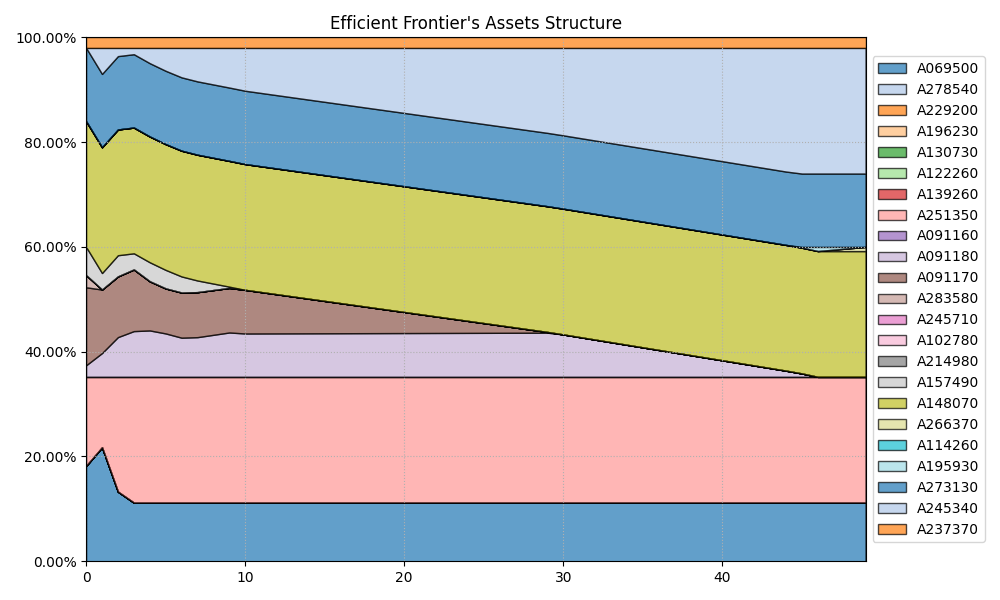 Efficient Frontier's Assets Structure
100.00%
80.00%
60.00%
40.00%
20.00%
0.00%
0 10 20 30 40
A069500
A278540
A229200
A196230
A130730
A122260
A139260
A251350
A091160
A091180
A091170
A283580
A245710
A102780
A214980
A157490
A148070
A266370
A114260
A195930
A273130
A245340
A237370